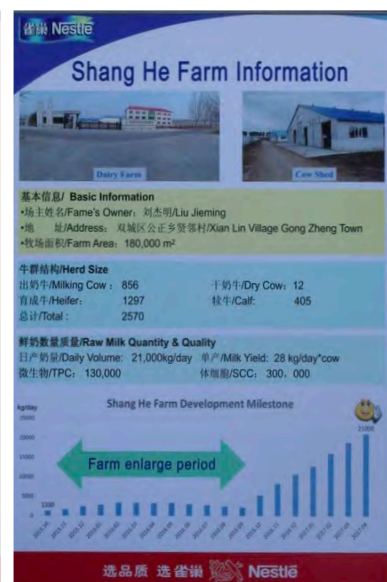 雀巢 Nestlé
Shang He Farm Information
Dairy Farm
Cow Shed
基本信息/ Basic Information
•场主姓名/Fame's Owner: 刘杰明/Liu Jieming
•地 址/Address: 双城区公正乡贤邻村/Xian Lin Village Gong Zheng Town
•牧场面积/Farm Area: 180,000 m²
牛群结构/Herd Size
出奶牛/Milking Cow: 856 干奶牛/Dry Cow: 12
育成牛/Heifer: 1297 犊牛/Calf: 405
总计/Total: 2570
鲜奶数量质量/Raw Milk Quantity & Quality
日产奶量/Daily Volume: 21,000kg/day 单产/Milk Yield: 28 kg/day*cow
微生物/TPC: 130,000 体细胞/SCC: 300,000
Shang He Farm Development Milestone
kg/day
21000
20000
15000
10000
5000
0
Farm enlarge period
选品质 选雀巢 Nestlé